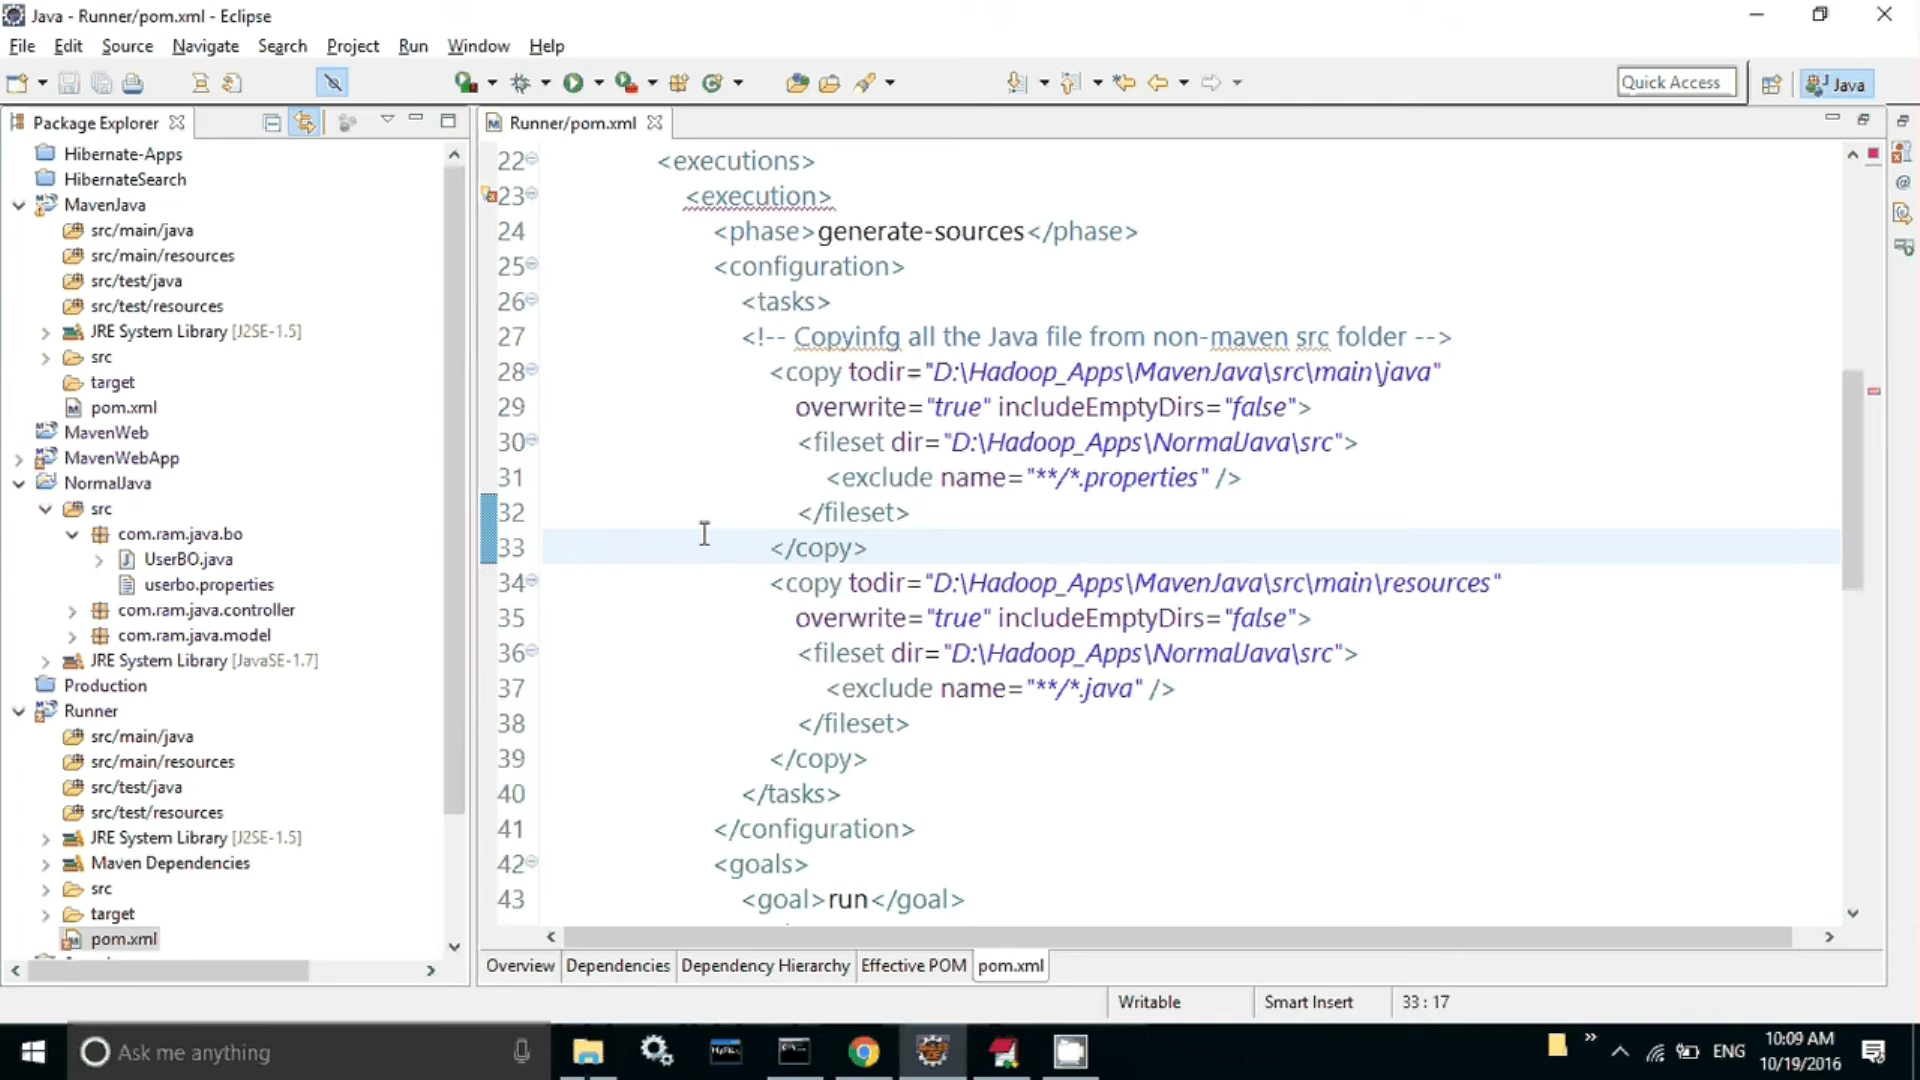 Java - Runner/pom.xml - Eclipse
File Edit Source Navigate Search Project Run Window Help
Quick Access
Java
Package Explorer
Hibernate-Apps
HibernateSearch
MavenJava
src/main/java
src/main/resources
src/test/java
src/test/resources
JRE System Library [J2SE-1.5]
src
target
pom.xml
MavenWeb
MavenWebApp
NormalJava
src
com.ram.java.bo
UserBO.java
userbo.properties
com.ram.java.controller
com.ram.java.model
JRE System Library [JavaSE-1.7]
Production
Runner
src/main/java
src/main/resources
src/test/java
src/test/resources
JRE System Library [J2SE-1.5]
Maven Dependencies
src
target
pom.xml
Runner/pom.xml
22 <executions>
23 <execution>
24 <phase>generate-sources</phase>
25 <configuration>
26 <tasks>
27 <!-- Copyinfg all the Java file from non-maven src folder -->
28 <copy todir="D:\Hadoop_Apps\MavenJava\src\main\java"
29 overwrite="true" includeEmptyDirs="false">
30 <fileset dir="D:\Hadoop_Apps\NormalJava\src">
31 <exclude name="**/*.properties" />
32 </fileset>
33 </copy>
34 <copy todir="D:\Hadoop_Apps\MavenJava\src\main\resources"
35 overwrite="true" includeEmptyDirs="false">
36 <fileset dir="D:\Hadoop_Apps\NormalJava\src">
37 <exclude name="**/*.java" />
38 </fileset>
39 </copy>
40 </tasks>
41 </configuration>
42 <goals>
43 <goal>run</goal>
Overview Dependencies Dependency Hierarchy Effective POM pom.xml
Writable Smart Insert 33 : 17
Ask me anything
ENG
10:09 AM
10/19/2016